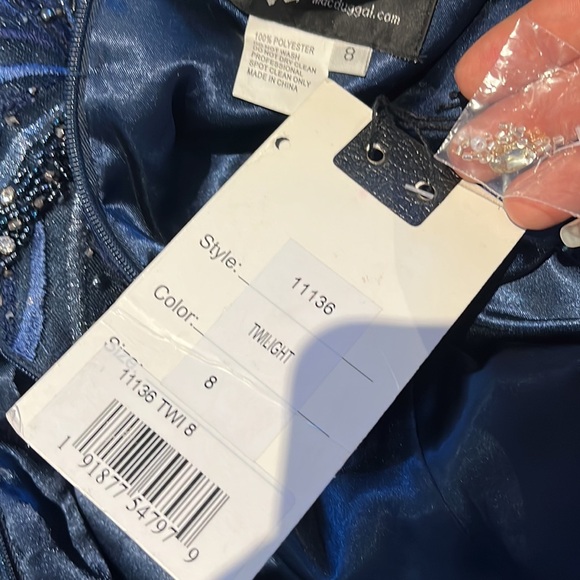 macduggal.com
100% POLYESTER
DO NOT WASH
DO NOT DRY CLEAN
PROFESSIONAL
SPOT CLEAN ONLY
MADE IN CHINA
8
Style: 11136
Color: TWILIGHT
Size: 8
11136 TWI 8
1 91877 54797 9